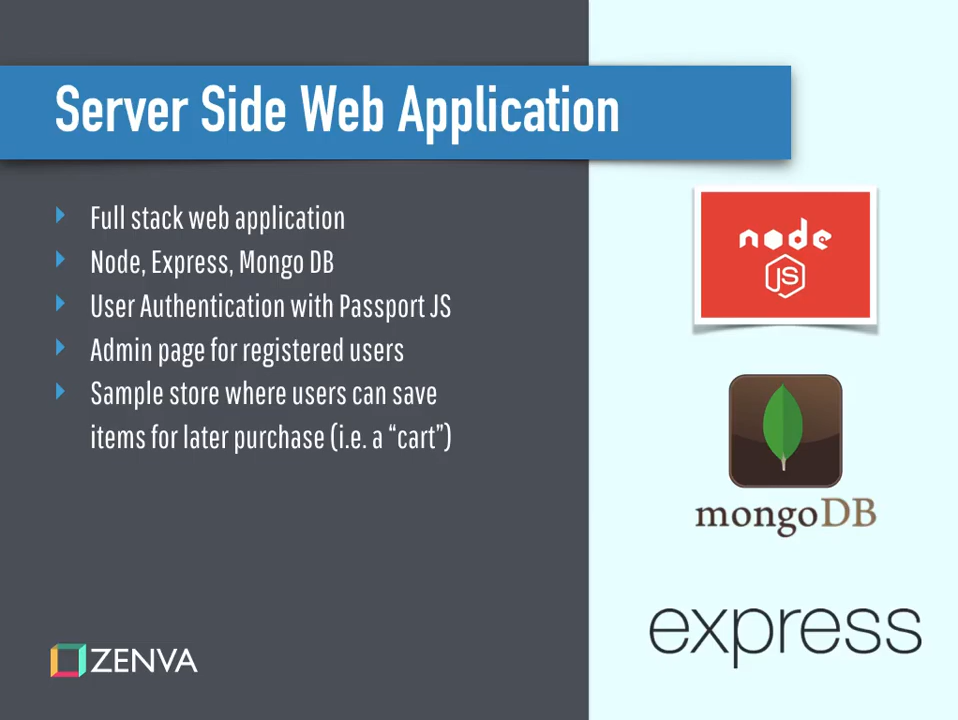 Server Side Web Application
Full stack web application
Node, Express, Mongo DB
User Authentication with Passport JS
Admin page for registered users
Sample store where users can save
items for later purchase (i.e. a “cart”)
node
JS
mongoDB
express
ZENVA